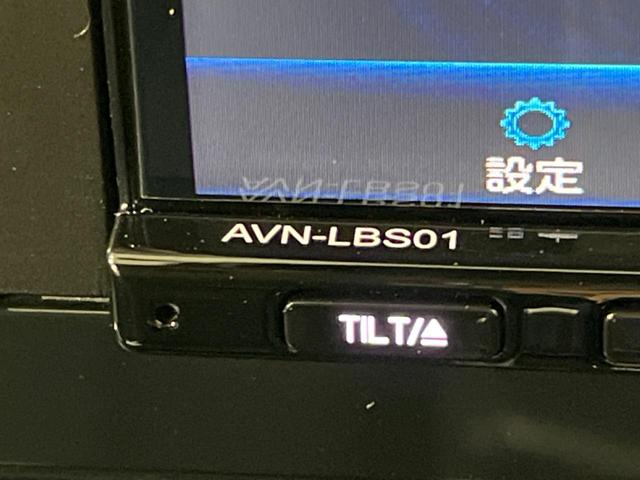 設定
AVN-LBS01
TILT/⏏